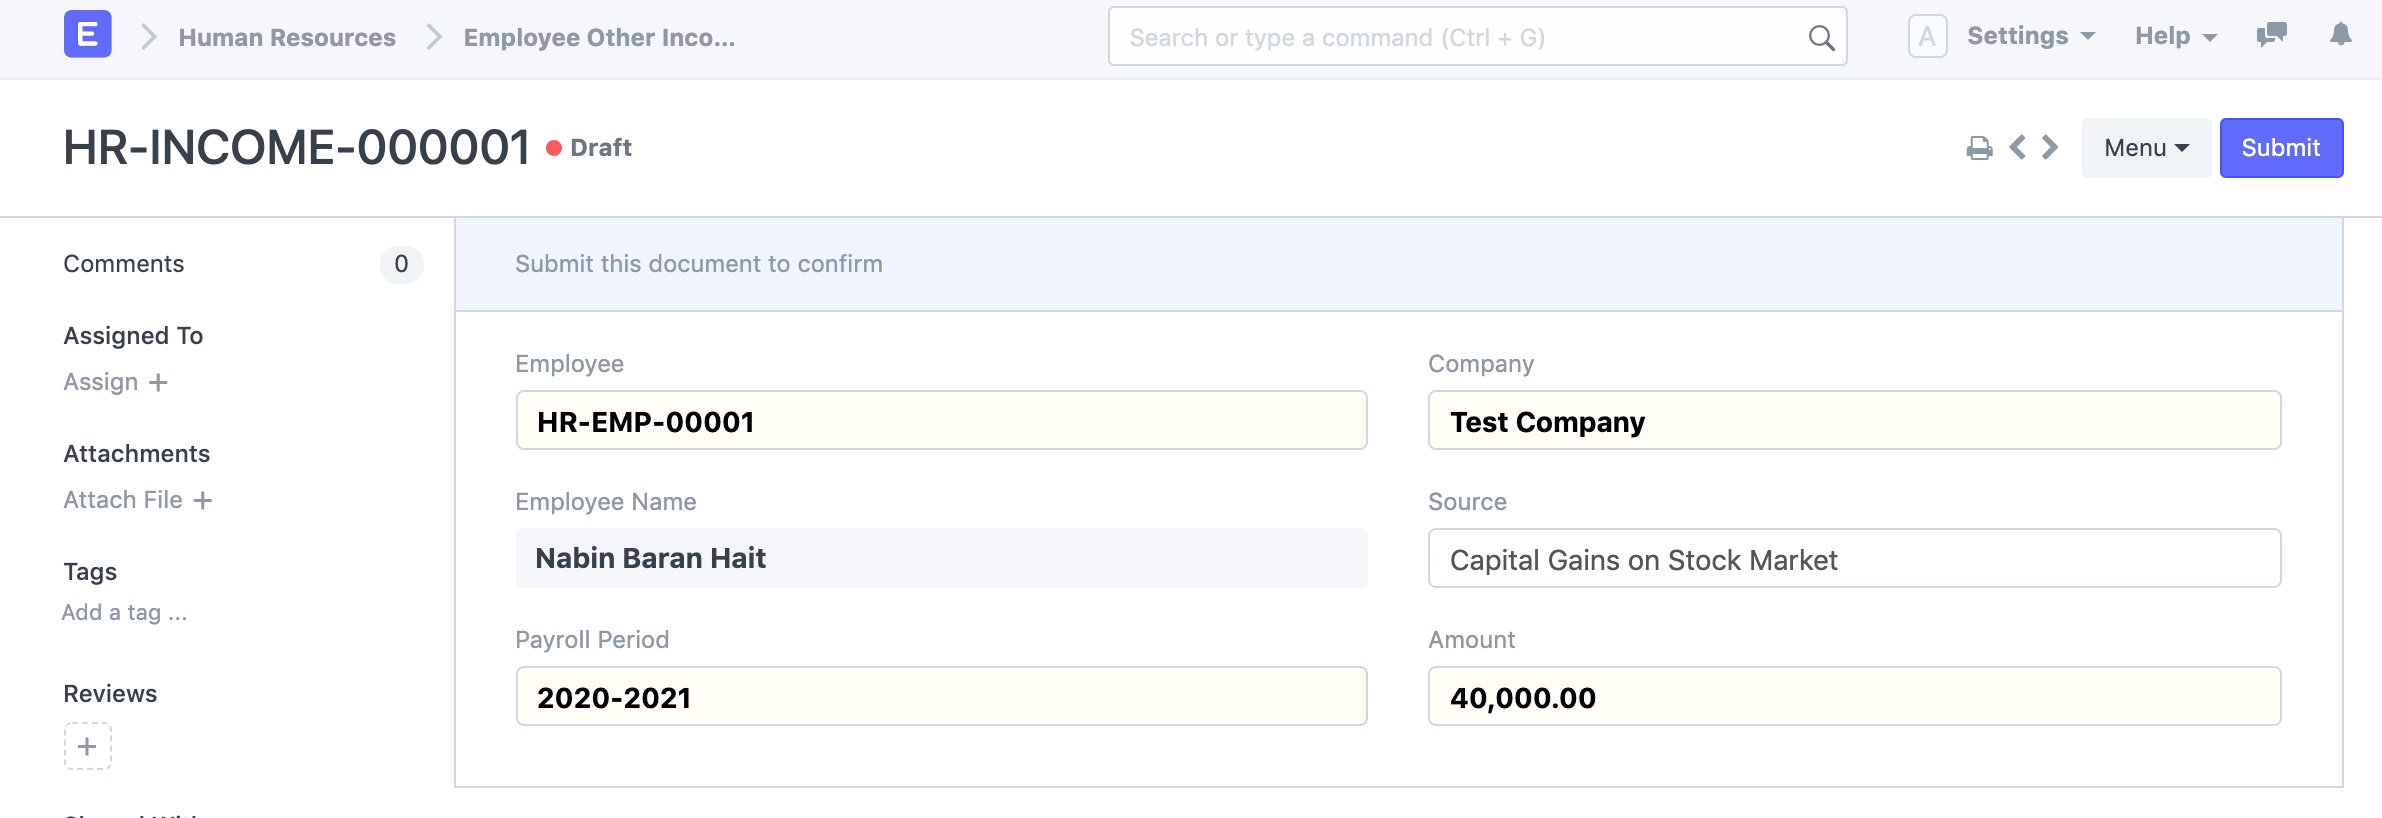 E Human Resources Employee Other Inco... Search or type a command (Ctrl + G) A Settings Help
HR-INCOME-000001 Draft Menu Submit
Comments 0
Assigned To
Assign +
Attachments
Attach File +
Tags
Add a tag ...
Reviews
+
Submit this document to confirm
Employee
HR-EMP-00001
Employee Name
Nabin Baran Hait
Payroll Period
2020-2021
Company
Test Company
Source
Capital Gains on Stock Market
Amount
40,000.00